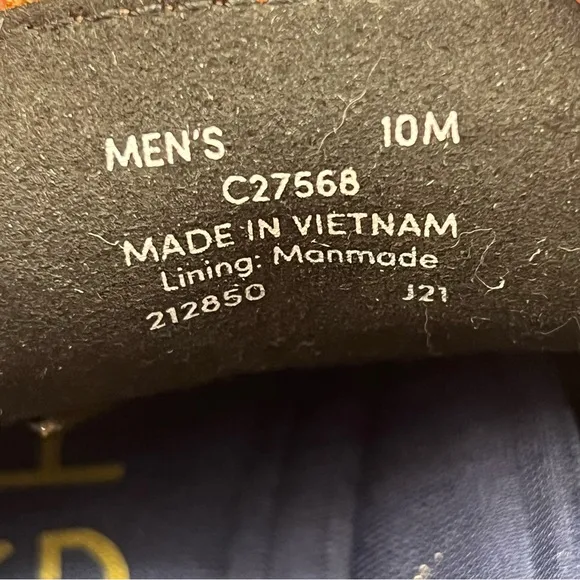 MEN'S 10M
C27568
MADE IN VIETNAM
Lining: Manmade
212850 J21